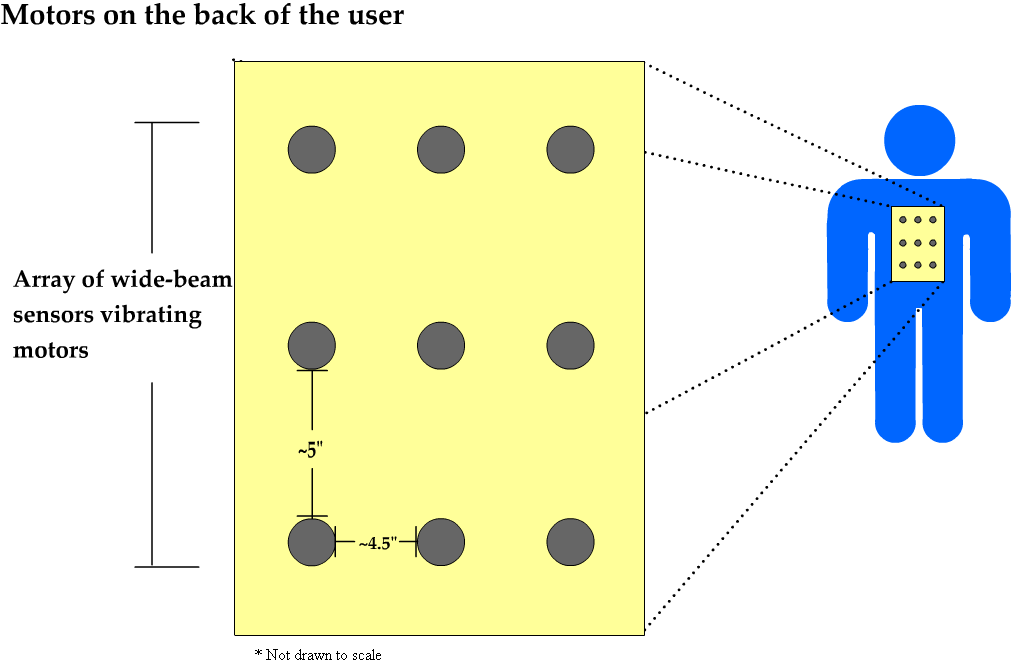 Motors on the back of the user
Array of wide-beam
sensors vibrating
motors
~5"
~4.5"
* Not drawn to scale